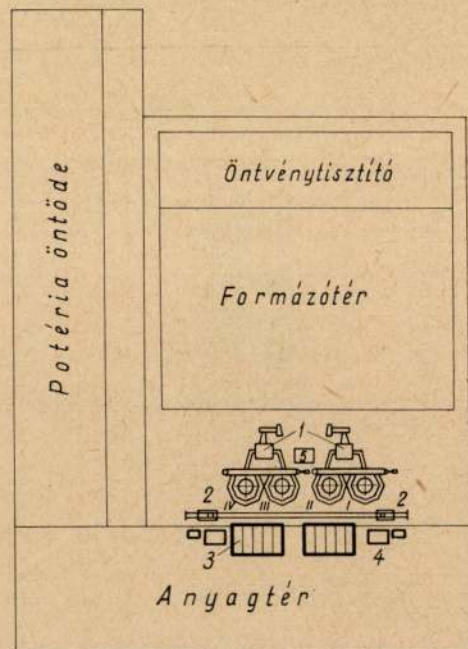 Potéria öntöde
Öntvénytisztító
Formázótér
1
5
2
IV III II I
2
3
4
Anyagtér